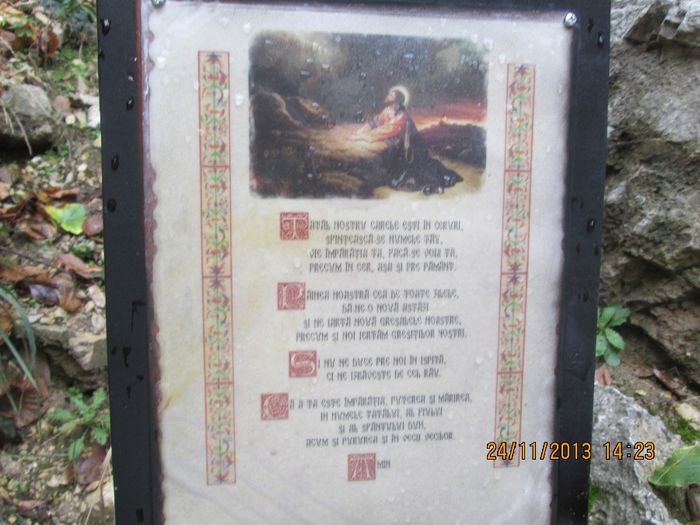 TATĂL NOSTRU CARELE EŞTI ÎN CERURI,
SFINŢEASCĂ-SE NUMELE TĂU,
VIE ÎMPĂRĂŢIA TA, FACĂ-SE VOIA TA,
PRECUM ÎN CER, AŞA ŞI PRE PĂMÂNT.
PÂINEA NOASTRĂ CEA DE TOATE ZILELE,
DĂ NE O NOUĂ ASTĂZI
ŞI NE IARTĂ NOUĂ GREŞALELE NOASTRE,
PRECUM ŞI NOI IERTĂM GREŞIŢILOR NOŞTRI.
ŞI NU NE DUCE PRE NOI ÎN ISPITĂ,
CI NE IZBĂVEŞTE DE CEL RĂU.
CĂ A TA ESTE ÎMPĂRĂŢIA, PUTEREA ŞI MĂRIREA,
ÎN NUMELE TATĂLUI, AL FIULUI
ŞI AL SFÂNTULUI DUH,
ACUM ŞI PURUREA ŞI ÎN VECII VECILOR.
AMIN
24/11/2013 14:23